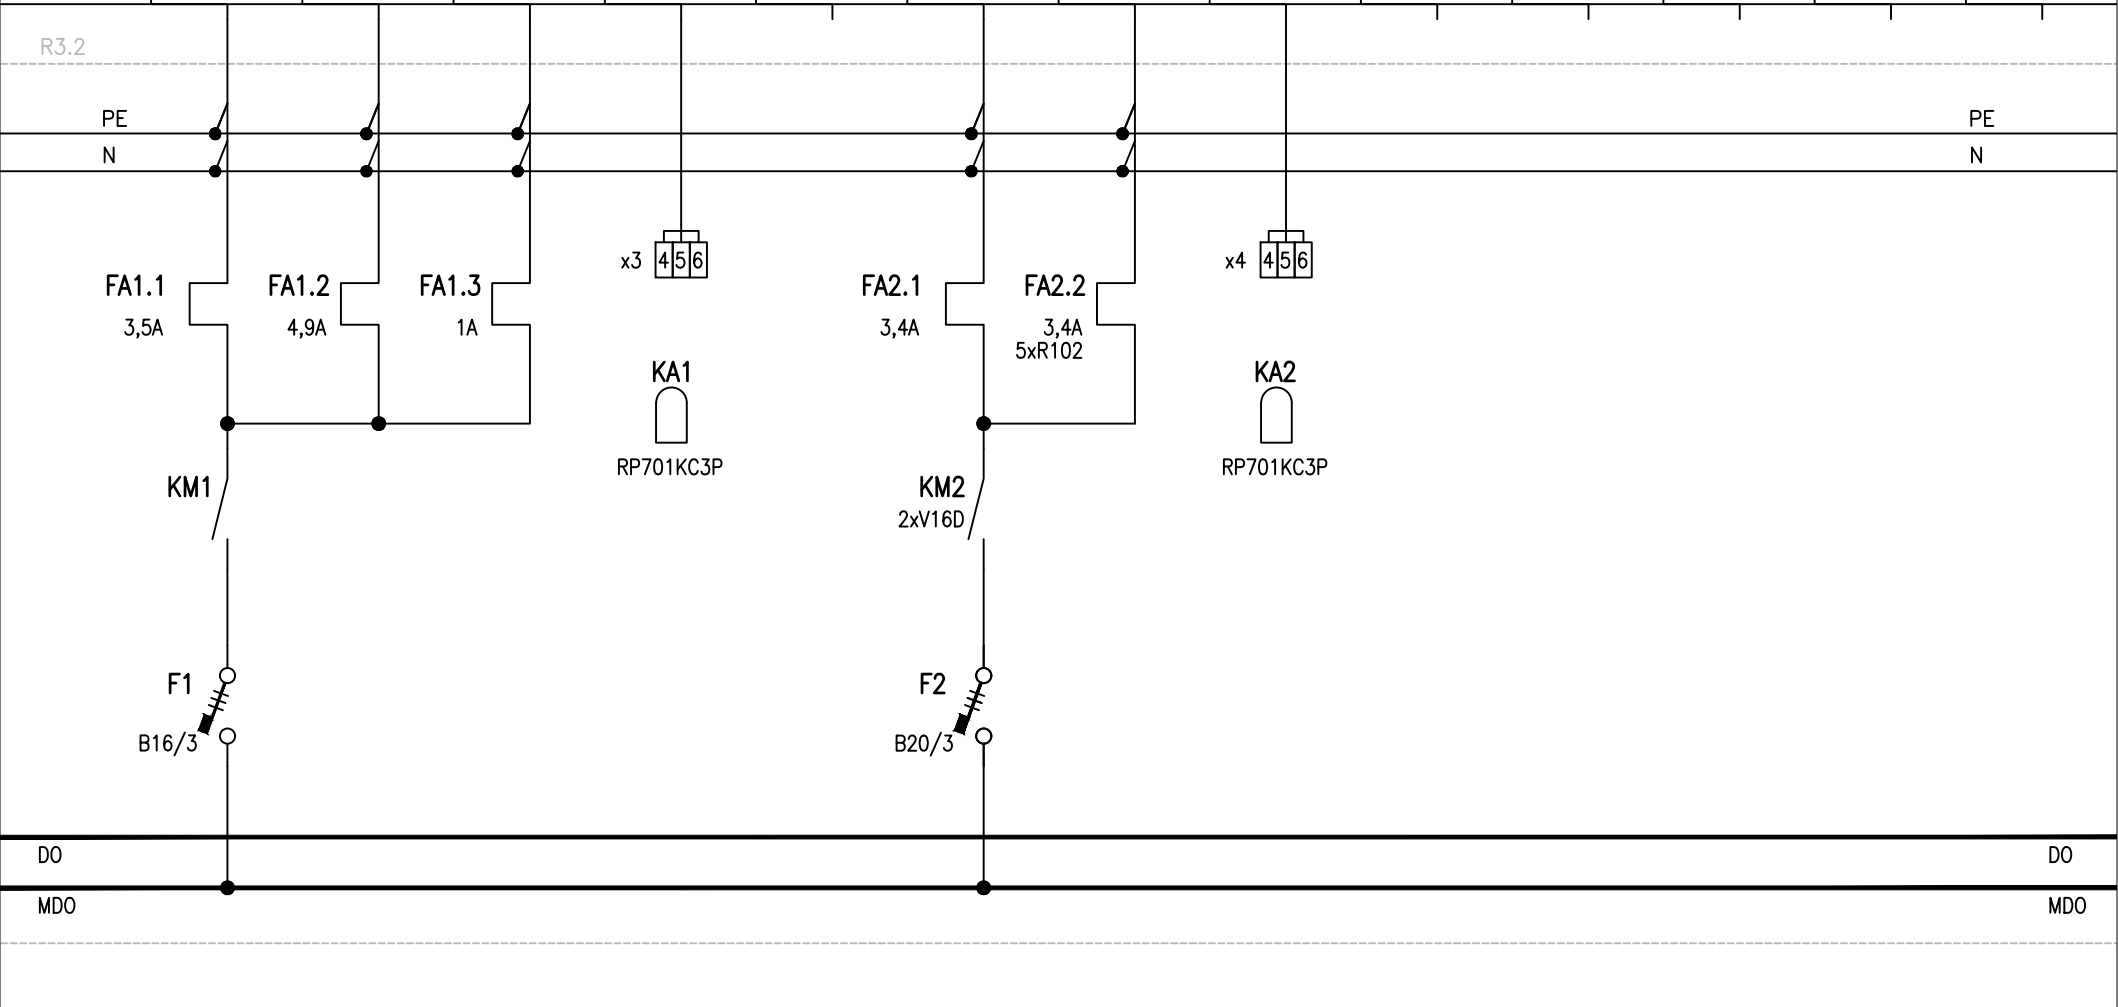 R3.2
PE PE
N N
x3 4 5 6 x4 4 5 6
FA1.1 FA1.2 FA1.3 FA2.1 FA2.2
3,5A 4,9A 1A 3,4A 3,4A
5xR102
KA1 KA2
RP701KC3P RP701KC3P
KM1 KM2
2xV16D
F1 F2
B16/3 B20/3
DO DO
MDO MDO